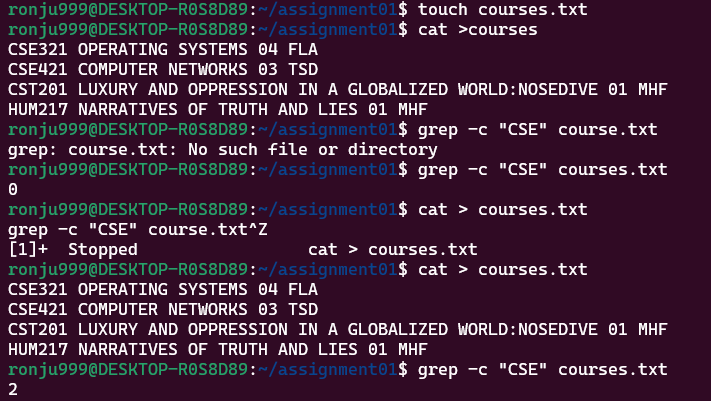 ronju999@DESKTOP-R0S8D89:~/assignment01$ touch courses.txt
ronju999@DESKTOP-R0S8D89:~/assignment01$ cat >courses
CSE321 OPERATING SYSTEMS 04 FLA
CSE421 COMPUTER NETWORKS 03 TSD
CST201 LUXURY AND OPPRESSION IN A GLOBALIZED WORLD:NOSEDIVE 01 MHF
HUM217 NARRATIVES OF TRUTH AND LIES 01 MHF
ronju999@DESKTOP-R0S8D89:~/assignment01$ grep -c "CSE" course.txt
grep: course.txt: No such file or directory
ronju999@DESKTOP-R0S8D89:~/assignment01$ grep -c "CSE" courses.txt
0
ronju999@DESKTOP-R0S8D89:~/assignment01$ cat > courses.txt
grep -c "CSE" course.txt^Z
[1]+  Stopped                 cat > courses.txt
ronju999@DESKTOP-R0S8D89:~/assignment01$ cat > courses.txt
CSE321 OPERATING SYSTEMS 04 FLA
CSE421 COMPUTER NETWORKS 03 TSD
CST201 LUXURY AND OPPRESSION IN A GLOBALIZED WORLD:NOSEDIVE 01 MHF
HUM217 NARRATIVES OF TRUTH AND LIES 01 MHF
ronju999@DESKTOP-R0S8D89:~/assignment01$ grep -c "CSE" courses.txt
2